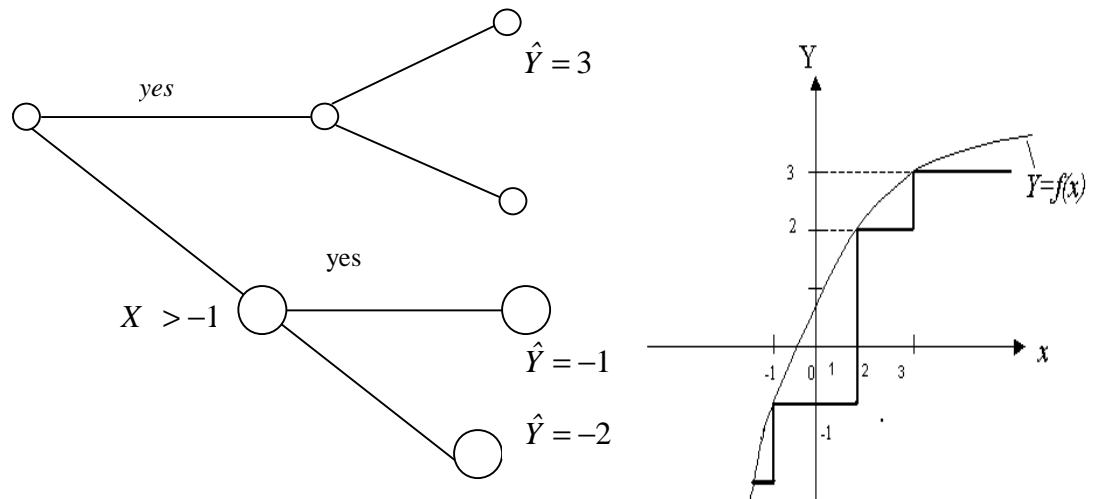 Ŷ = 3
yes
yes
X > −1
Ŷ = −1
Ŷ = −2
Y
3
2
Y=f(x)
-1 0 1 2 3
x
-1